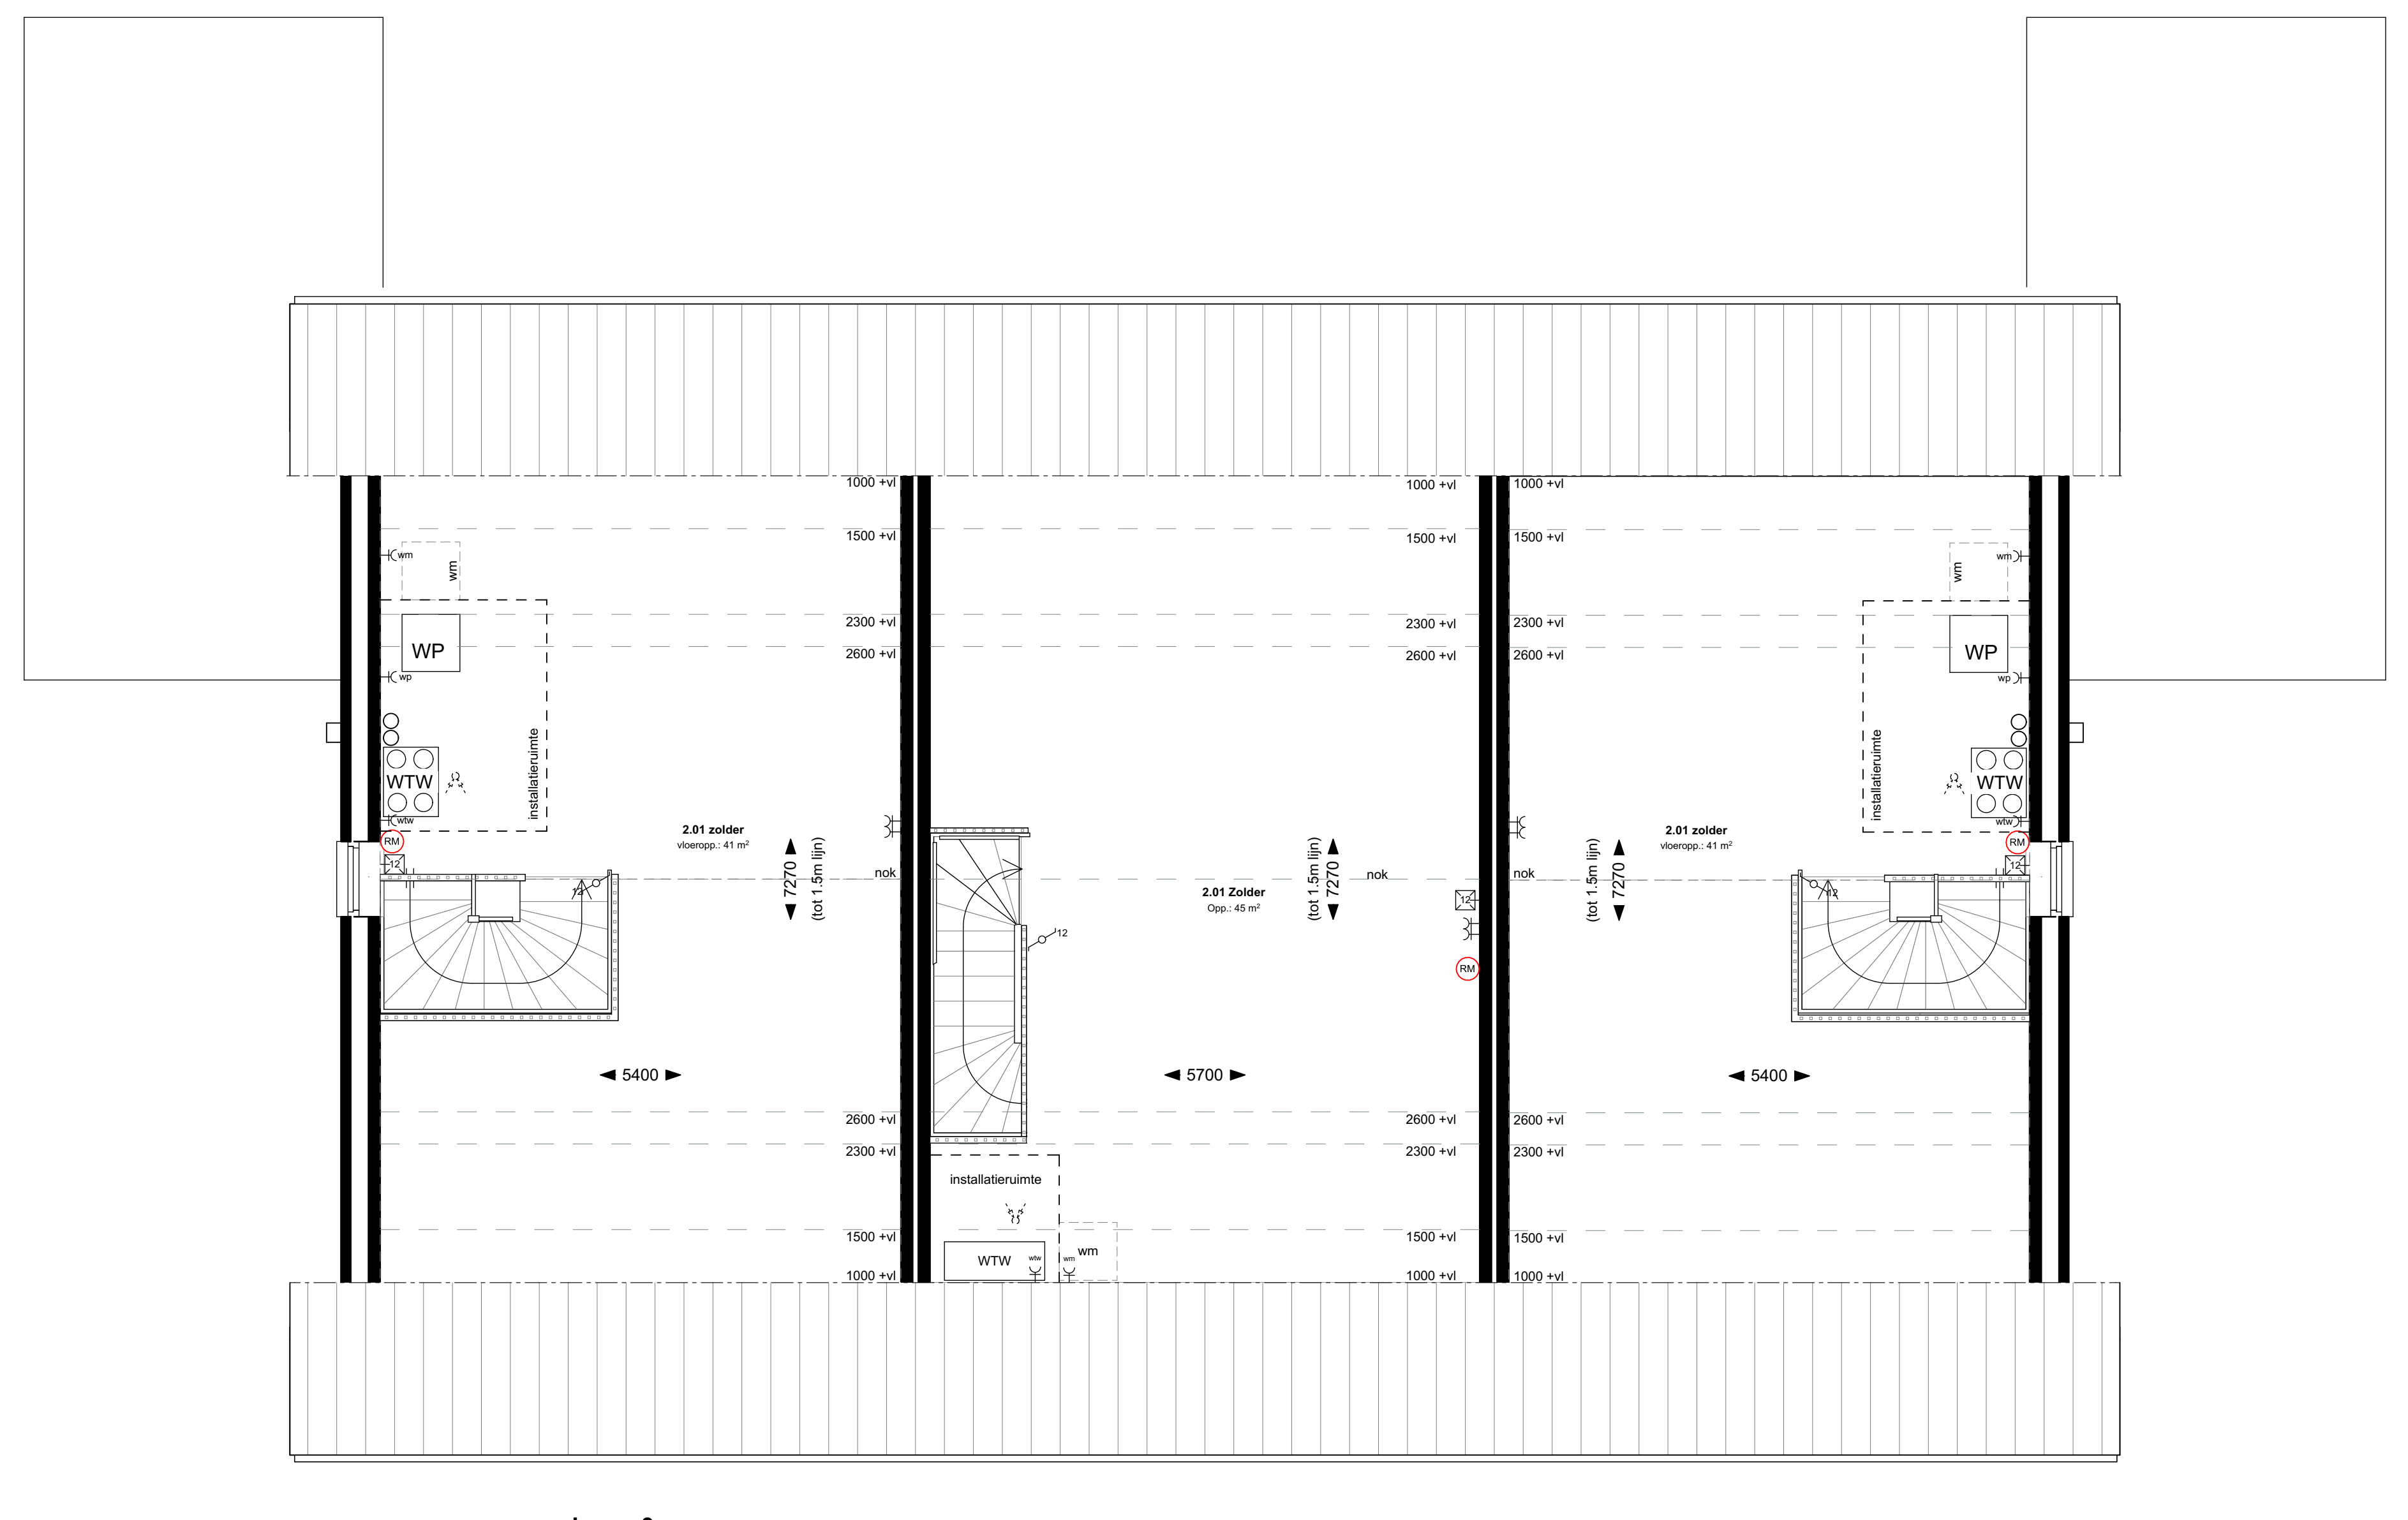 1000 +vl
1000 +vl
1000 +vl
1500 +vl
1500 +vl
1500 +vl
wm
wm
wm
wm
2300 +vl
2300 +vl
2300 +vl
WP
2600 +vl
2600 +vl
2600 +vl
WP
wp
wp
installatieruimte
installatieruimte
WTW
WTW
wtw
wtw
RM
RM
2.01 zolder
vloeropp.: 41 m²
7270
(tot 1.5m lijn)
(tot 1.5m lijn)
7270
(tot 1.5m lijn)
7270
2.01 zolder
vloeropp.: 41 m²
12
12
nok
nok
nok
12
12
2.01 Zolder
Opp.: 45 m²
12
12
RM
5400
5700
5400
2600 +vl
2600 +vl
2600 +vl
2300 +vl
2300 +vl
2300 +vl
installatieruimte
1500 +vl
1500 +vl
1500 +vl
WTW
wtw
wm
wm
1000 +vl
1000 +vl
1000 +vl